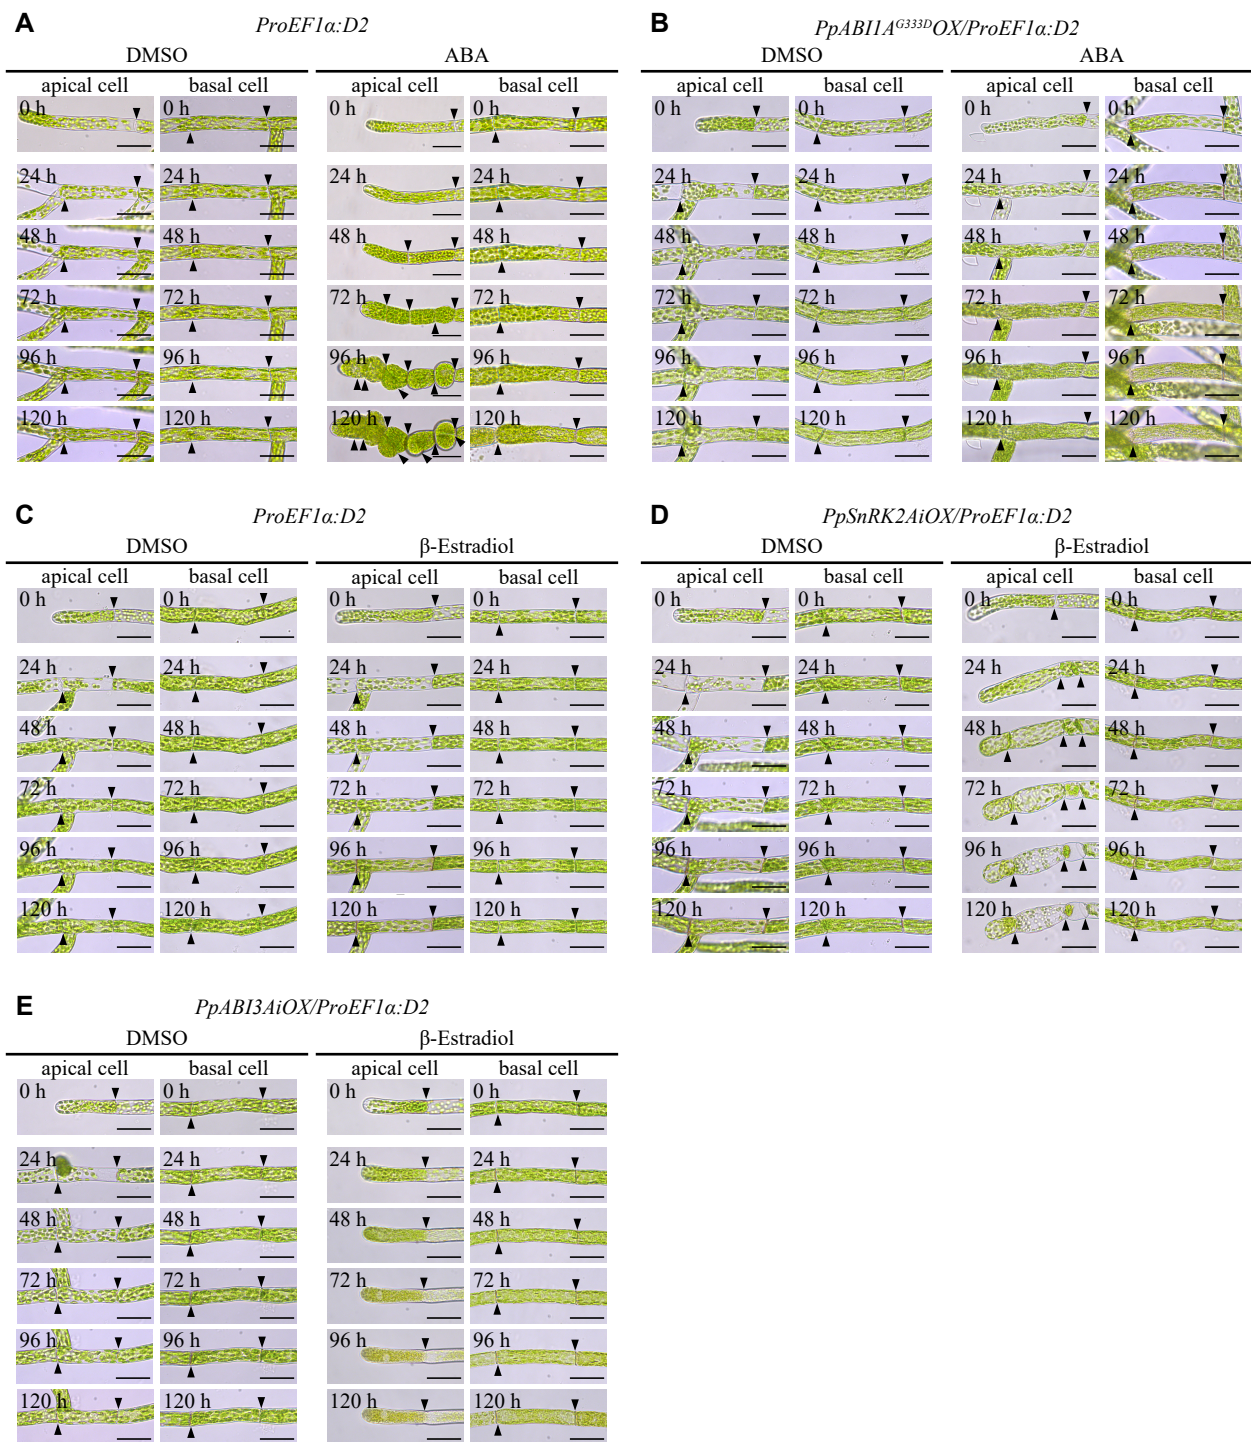 A
ProEF1α:D2
DMSO
ABA
apical cell
basal cell
apical cell
basal cell
0 h
0 h
0 h
0 h
24 h
24 h
24 h
24 h
48 h
48 h
48 h
48 h
72 h
72 h
72 h
72 h
96 h
96 h
96 h
96 h
120 h
120 h
120 h
120 h
B
PpABI1A^G333D OX/ProEF1α:D2
DMSO
ABA
apical cell
basal cell
apical cell
basal cell
0 h
0 h
0 h
0 h
24 h
24 h
24 h
24 h
48 h
48 h
48 h
48 h
72 h
72 h
72 h
72 h
96 h
96 h
96 h
96 h
120 h
120 h
120 h
120 h
C
ProEF1α:D2
DMSO
β-Estradiol
apical cell
basal cell
apical cell
basal cell
0 h
0 h
0 h
0 h
24 h
24 h
24 h
24 h
48 h
48 h
48 h
48 h
72 h
72 h
72 h
72 h
96 h
96 h
96 h
96 h
120 h
120 h
120 h
120 h
D
PpSnRK2AiOX/ProEF1α:D2
DMSO
β-Estradiol
apical cell
basal cell
apical cell
basal cell
0 h
0 h
0 h
0 h
24 h
24 h
24 h
24 h
48 h
48 h
48 h
48 h
72 h
72 h
72 h
72 h
96 h
96 h
96 h
96 h
120 h
120 h
120 h
120 h
E
PpABI3AiOX/ProEF1α:D2
DMSO
β-Estradiol
apical cell
basal cell
apical cell
basal cell
0 h
0 h
0 h
0 h
24 h
24 h
24 h
24 h
48 h
48 h
48 h
48 h
72 h
72 h
72 h
72 h
96 h
96 h
96 h
96 h
120 h
120 h
120 h
120 h